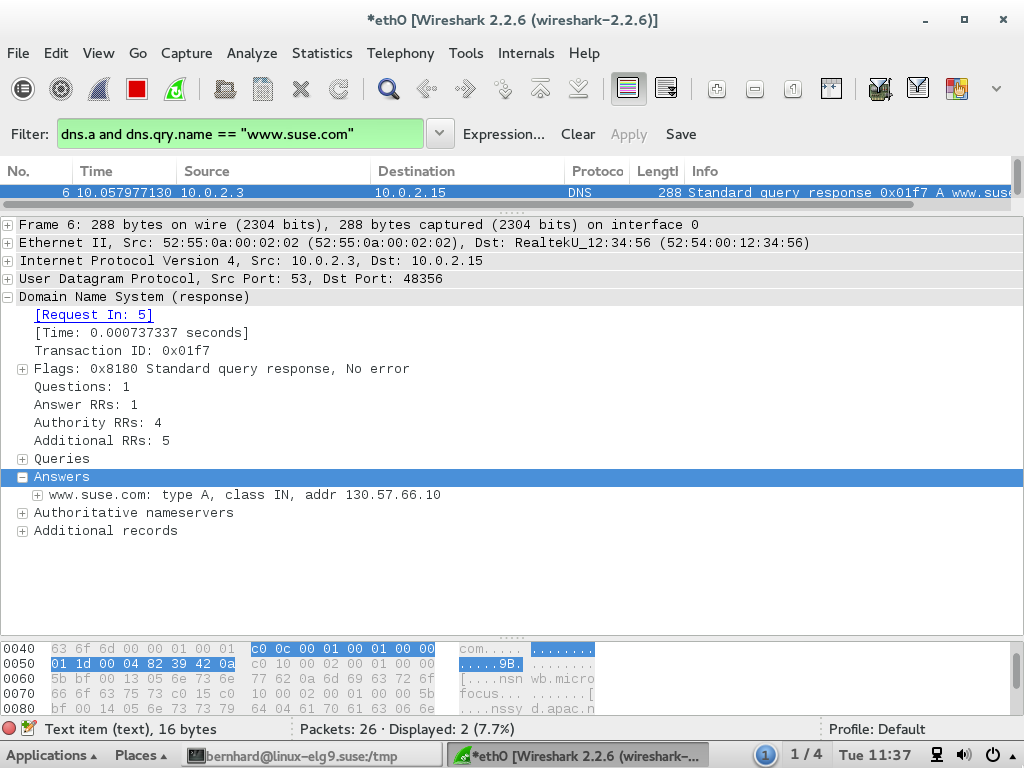 *eth0 [Wireshark 2.2.6 (wireshark-2.2.6)]
File Edit View Go Capture Analyze Statistics Telephony Tools Internals Help
Filter: dns.a and dns.qry.name == "www.suse.com" Expression... Clear Apply Save
No. Time Source Destination Protoco Lengtl Info
6 10.057977130 10.0.2.3 10.0.2.15 DNS 288 Standard query response 0x01f7 A www.suse
Frame 6: 288 bytes on wire (2304 bits), 288 bytes captured (2304 bits) on interface 0
Ethernet II, Src: 52:55:0a:00:02:02 (52:55:0a:00:02:02), Dst: RealtekU_12:34:56 (52:54:00:12:34:56)
Internet Protocol Version 4, Src: 10.0.2.3, Dst: 10.0.2.15
User Datagram Protocol, Src Port: 53, Dst Port: 48356
Domain Name System (response)
[Request In: 5]
[Time: 0.000737337 seconds]
Transaction ID: 0x01f7
Flags: 0x8180 Standard query response, No error
Questions: 1
Answer RRs: 1
Authority RRs: 4
Additional RRs: 5
Queries
Answers
www.suse.com: type A, class IN, addr 130.57.66.10
Authoritative nameservers
Additional records
0040 63 6f 6d 00 00 01 00 01 c0 0c 00 01 00 01 00 00 com..... ........
0050 01 1d 00 04 82 39 42 0a c0 10 00 02 00 01 00 00 .....9B. ........
0060 5b bf 00 13 05 6e 73 6e 77 62 0a 6d 69 63 72 6f [....nsn wb.micro
0070 66 6f 63 75 73 c0 15 c0 10 00 02 00 01 00 00 5b focus... .......[
0080 bf 00 14 05 6e 73 73 79 64 04 61 70 61 63 06 6e ....nssy d.apac.n
Text item (text), 16 bytes Packets: 26 · Displayed: 2 (7.7%) Profile: Default
Applications Places bernhard@linux-elg9.suse:/tmp *eth0 [Wireshark 2.2.6 (wireshark-... 1 1 / 4 Tue 11:37